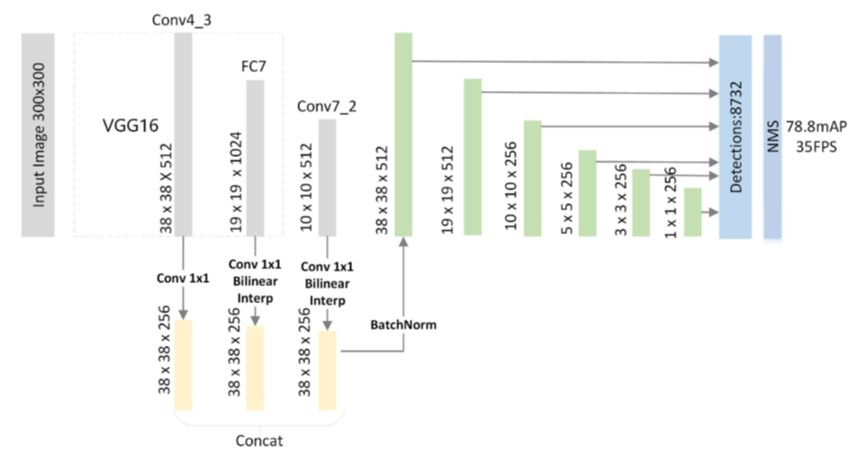 Conv4_3
Input Image 300x300
VGG16
38 x 38 x 512
FC7
19 x 19 x 1024
Conv7_2
10 x 10 x 512
38 x 38 x 512
19 x 19 x 512
10 x 10 x 256
5 x 5 x 256
3 x 3 x 256
1 x 1 x 256
Detections:8732
NMS
78.8mAP
35FPS
Conv 1x1
Conv 1x1
Bilinear
Interp
Conv 1x1
Bilinear
Interp
BatchNorm
38 x 38 x 256
38 x 38 x 256
38 x 38 x 256
Concat